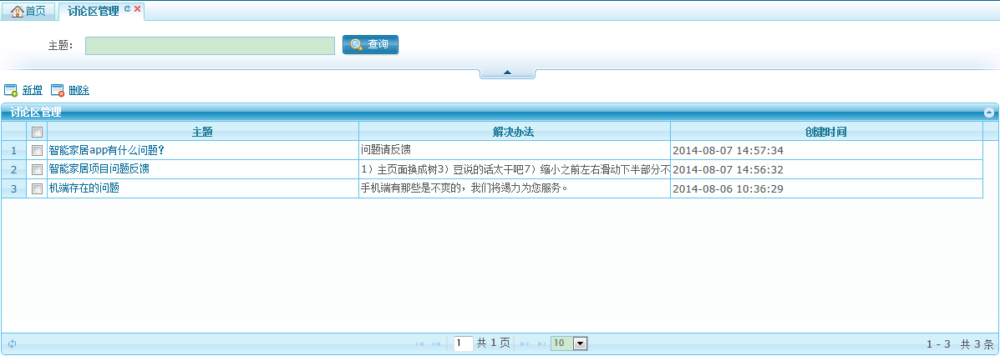 首页 讨论区管理
主题： 查询
新增 删除
讨论区管理
主题 解决办法 创建时间
1 智能家居app有什么问题？ 问题请反馈 2014-08-07 14:57:34
2 智能家居项目问题反馈 1）主页面换成树3）豆说的话太干吧7）缩小之前左右滑动下半部分不 2014-08-07 14:56:32
3 机端存在的问题 手机端有那些是不爽的，我们将竭力为您服务。 2014-08-06 10:36:29
1 共 1 页 10 1 - 3 共 3 条